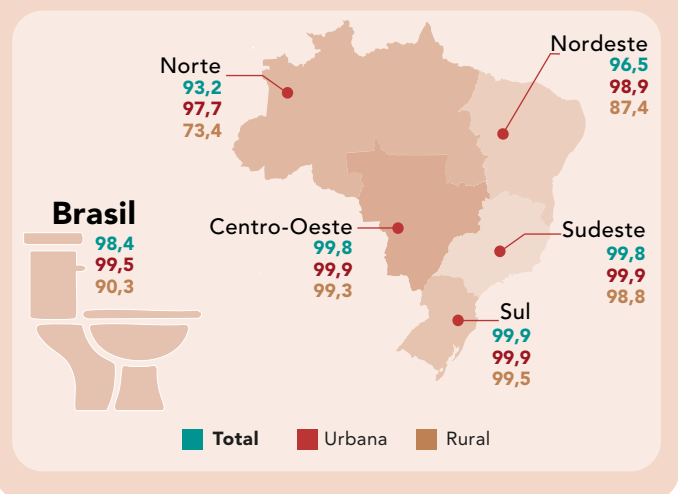 Norte
93,2
97,7
73,4
Nordeste
96,5
98,9
87,4
Brasil
98,4
99,5
90,3
Centro-Oeste
99,8
99,9
99,3
Sudeste
99,8
99,9
98,8
Sul
99,9
99,9
99,5
Total
Urbana
Rural